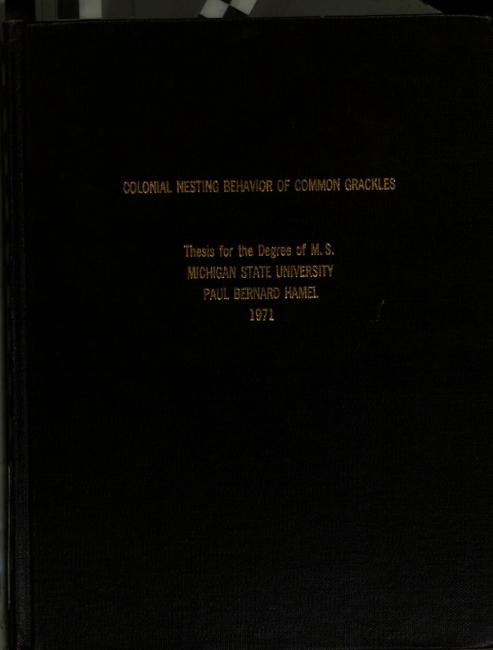 COLONIAL NESTING BEHAVIOR OF COMMON GRACKLES
Thesis for the Degree of M. S.
MICHIGAN STATE UNIVERSITY
PAUL BERNARD HAMEL
1971